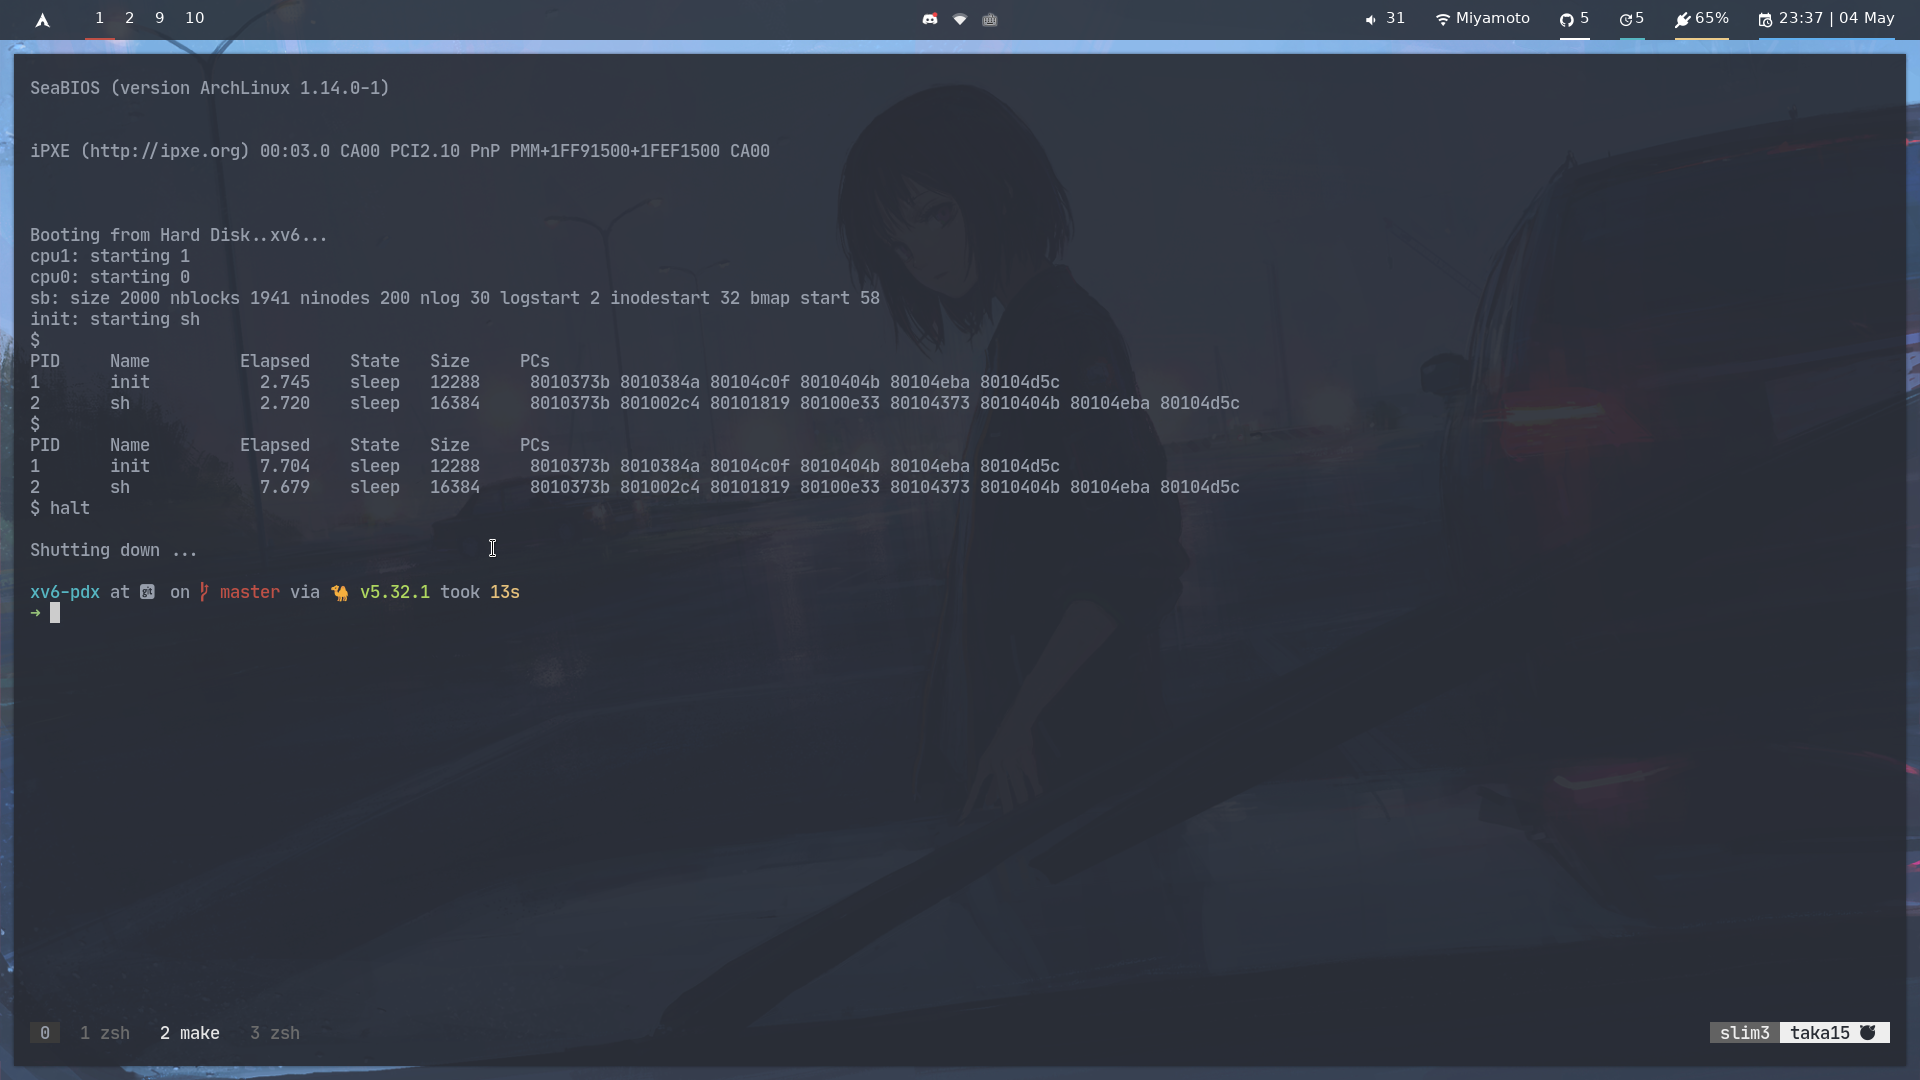 1 2 9 10 31 Miyamoto 5 5 65% 23:37 | 04 May
SeaBIOS (version ArchLinux 1.14.0-1)
iPXE (http://ipxe.org) 00:03.0 CA00 PCI2.10 PnP PMM+1FF91500+1FEF1500 CA00
Booting from Hard Disk..xv6...
cpu1: starting 1
cpu0: starting 0
sb: size 2000 nblocks 1941 ninodes 200 nlog 30 logstart 2 inodestart 32 bmap start 58
init: starting sh
$
PID Name Elapsed State Size PCs
1 init 2.745 sleep 12288 8010373b 8010384a 80104c0f 8010404b 80104eba 80104d5c
2 sh 2.720 sleep 16384 8010373b 801002c4 80101819 80100e33 80104373 8010404b 80104eba 80104d5c
$
PID Name Elapsed State Size PCs
1 init 7.704 sleep 12288 8010373b 8010384a 80104c0f 8010404b 80104eba 80104d5c
2 sh 7.679 sleep 16384 8010373b 801002c4 80101819 80100e33 80104373 8010404b 80104eba 80104d5c
$ halt
Shutting down ...
xv6-pdx at git on master via 🐪 v5.32.1 took 13s
→
0 1 zsh 2 make 3 zsh slim3 taka15